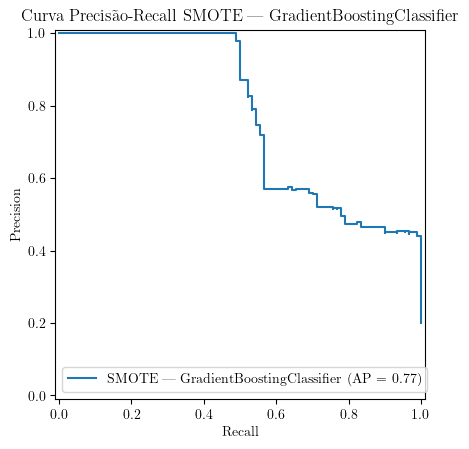 Curva Precisão-Recall SMOTE — GradientBoostingClassifier
1.0
0.8
0.6
0.4
0.2
0.0
Precision
SMOTE — GradientBoostingClassifier (AP = 0.77)
0.0 0.2 0.4 0.6 0.8 1.0
Recall